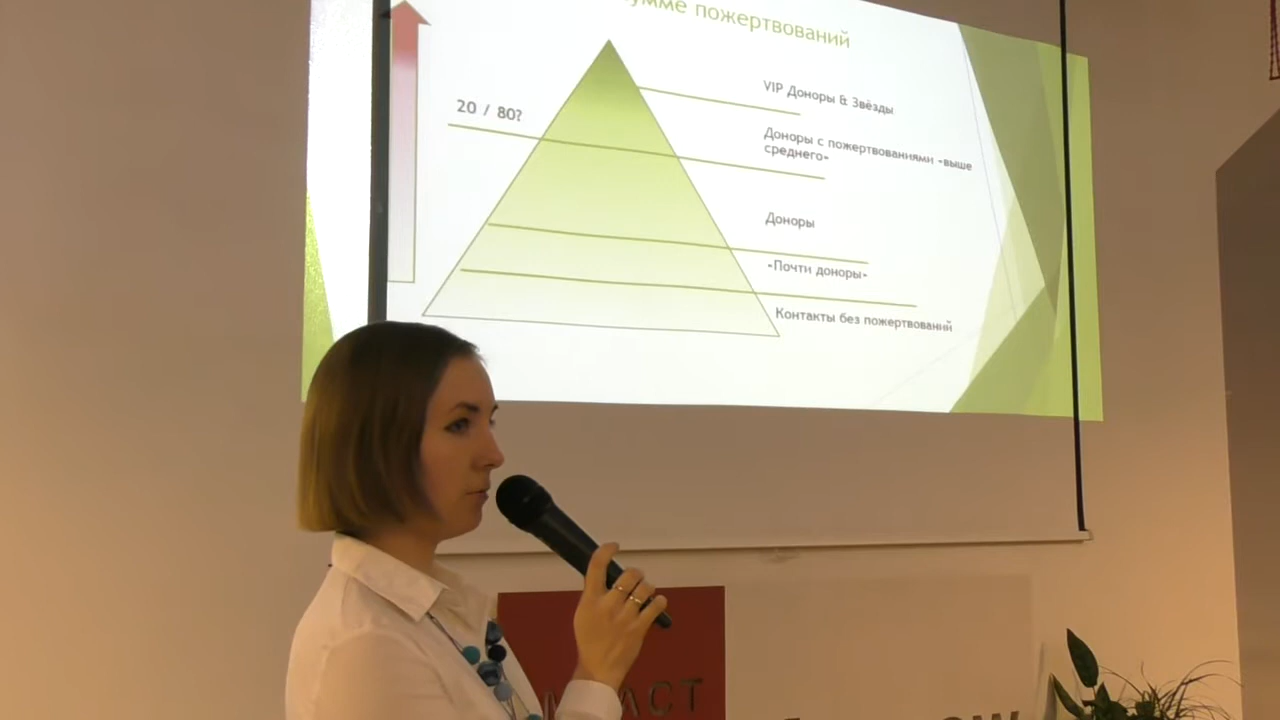 пожертвований
20 / 80?
VIP Доноры & Звёзды
Доноры с пожертвованиями «выше
среднего»
Доноры
«Почти доноры»
Контакты без пожертвований